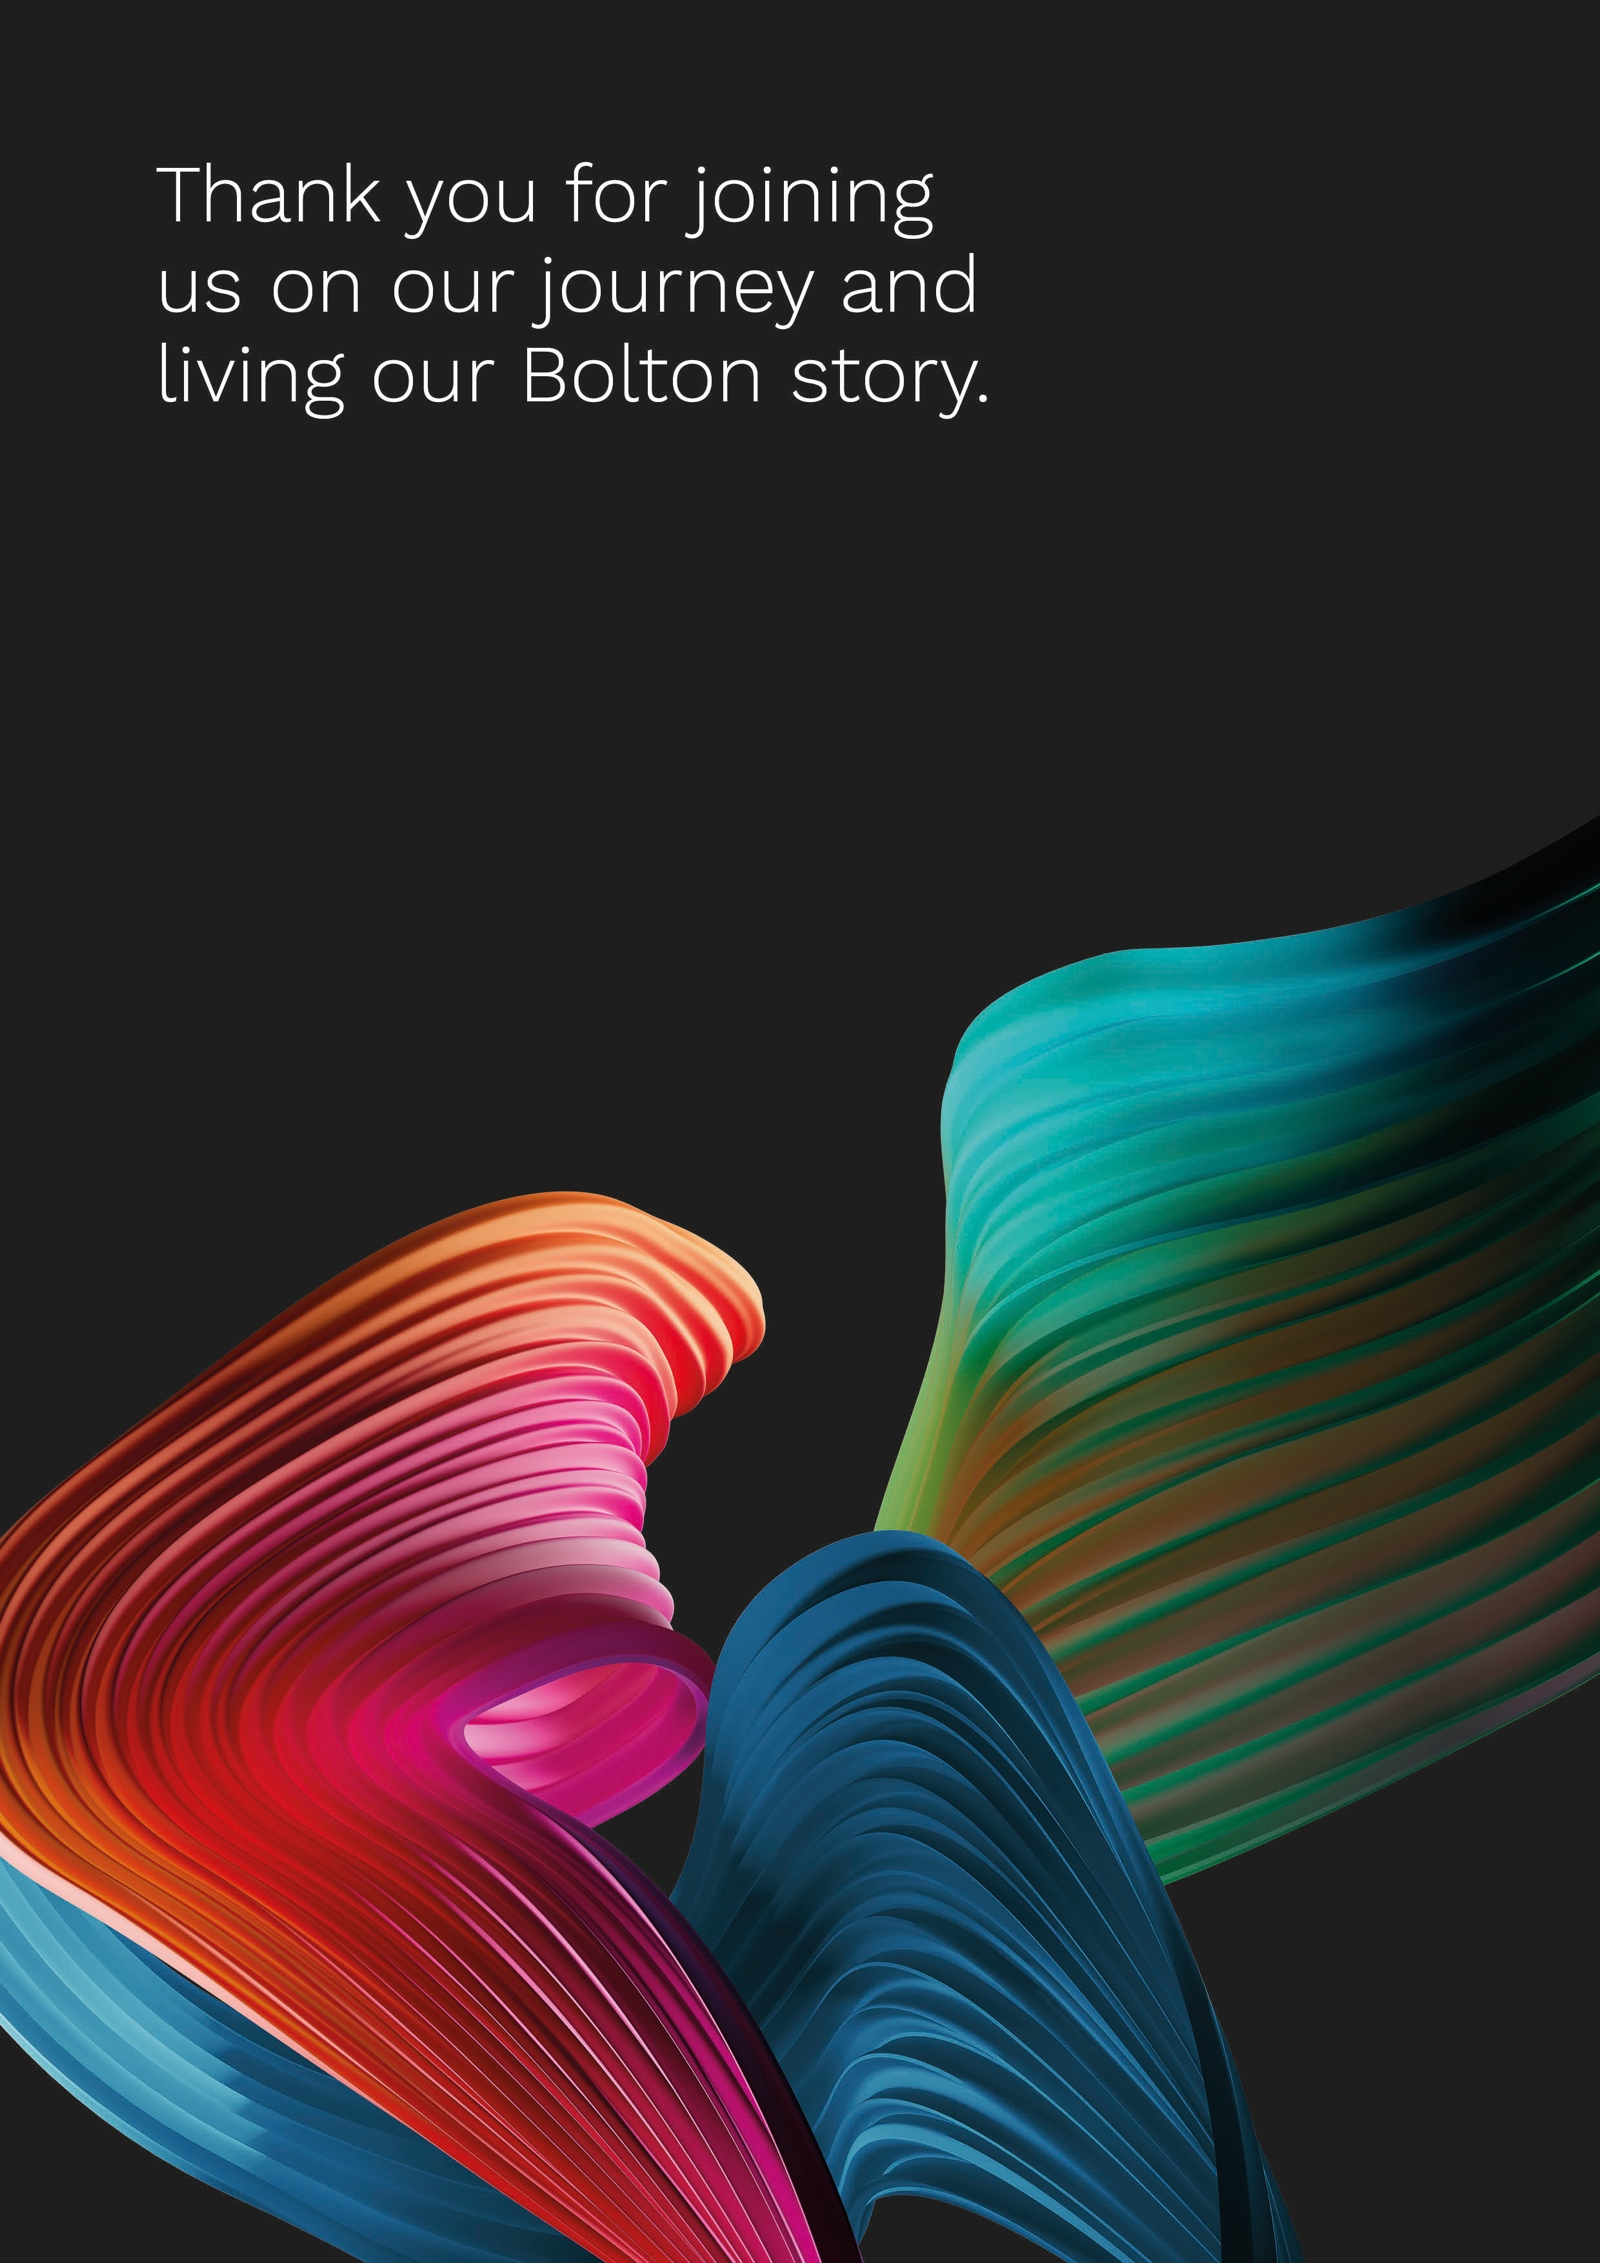 Thank you for joining
us on our journey and
living our Bolton story.